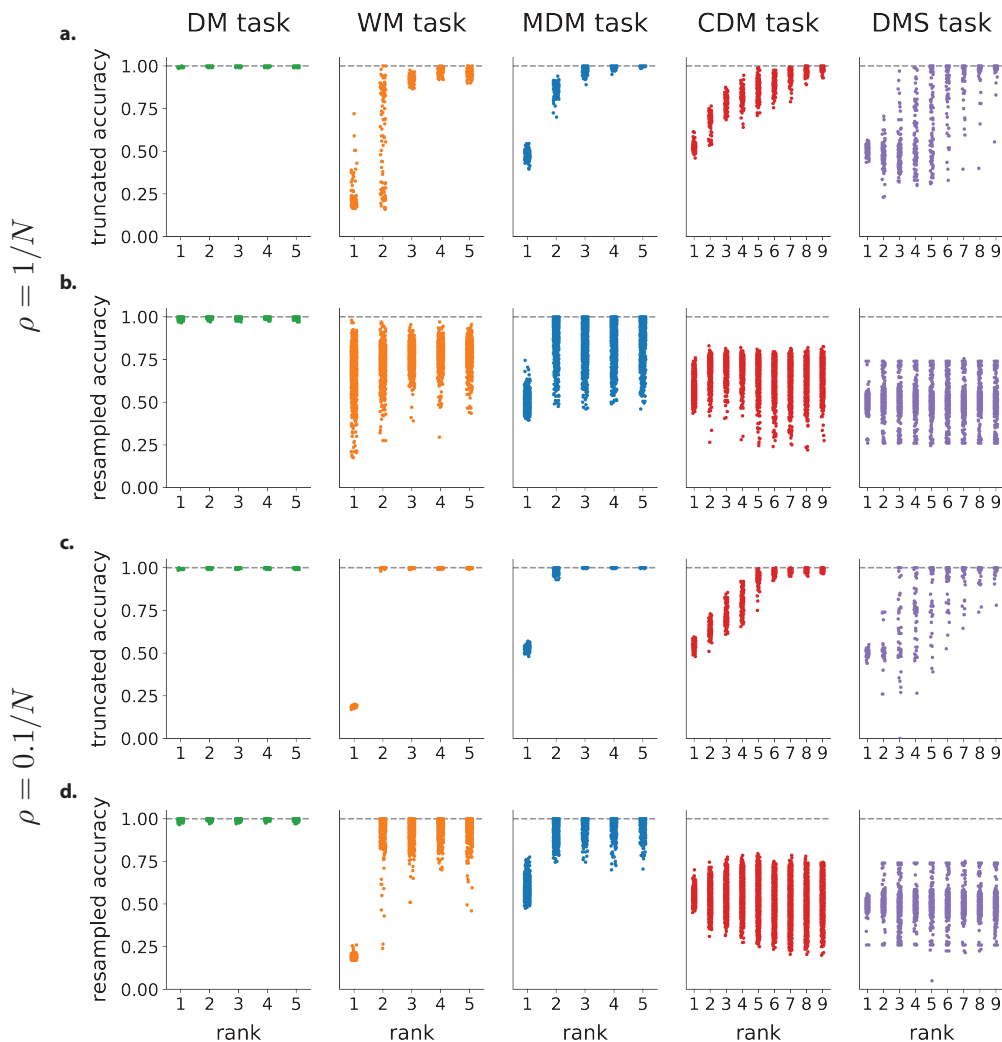 DM task WM task MDM task CDM task DMS task
a.
truncated accuracy
1.00
0.75
0.50
0.25
0.00
1 2 3 4 5 1 2 3 4 5 1 2 3 4 5 1 2 3 4 5 6 7 8 9 1 2 3 4 5 6 7 8 9
ρ = 1/N
b.
resampled accuracy
1.00
0.75
0.50
0.25
0.00
1 2 3 4 5 1 2 3 4 5 1 2 3 4 5 1 2 3 4 5 6 7 8 9 1 2 3 4 5 6 7 8 9
c.
truncated accuracy
1.00
0.75
0.50
0.25
0.00
1 2 3 4 5 1 2 3 4 5 1 2 3 4 5 1 2 3 4 5 6 7 8 9 1 2 3 4 5 6 7 8 9
ρ = 0.1/N
d.
resampled accuracy
1.00
0.75
0.50
0.25
0.00
1 2 3 4 5 1 2 3 4 5 1 2 3 4 5 1 2 3 4 5 6 7 8 9 1 2 3 4 5 6 7 8 9
rank rank rank rank rank